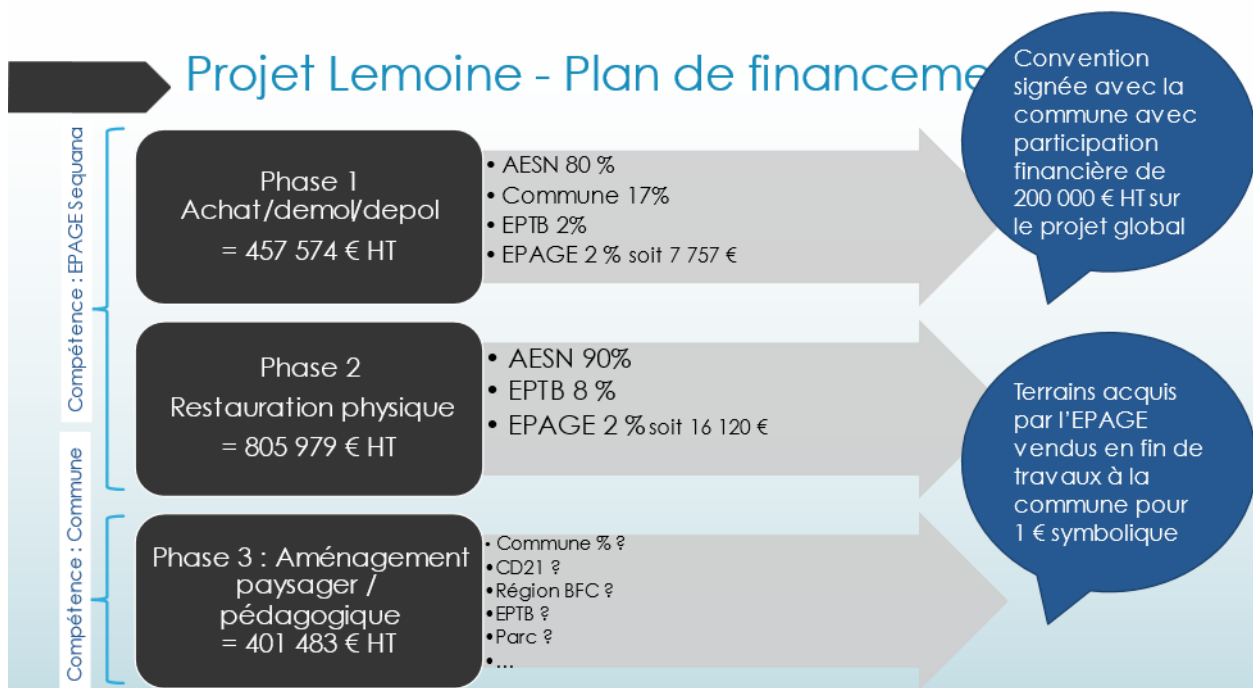 Projet Lemoine - Plan de financeme
Convention
signée avec la
commune avec
participation
financière de
200 000 € HT sur
le projet global
Compétence : EPAGE Sequana
Phase 1
Achat/demol/depol
= 457 574 € HT
• AESN 80 %
• Commune 17%
• EPTB 2%
• EPAGE 2 % soit 7 757 €
Phase 2
Restauration physique
= 805 979 € HT
• AESN 90%
• EPTB 8 %
• EPAGE 2 % soit 16 120 €
Terrains acquis
par l'EPAGE
vendus en fin de
travaux à la
commune pour
1 € symbolique
Compétence : Commune
Phase 3 : Aménagement
paysager /
pédagogique
= 401 483 € HT
• Commune % ?
• CD21 ?
• Région BFC ?
• EPTB ?
• Parc ?
• ...